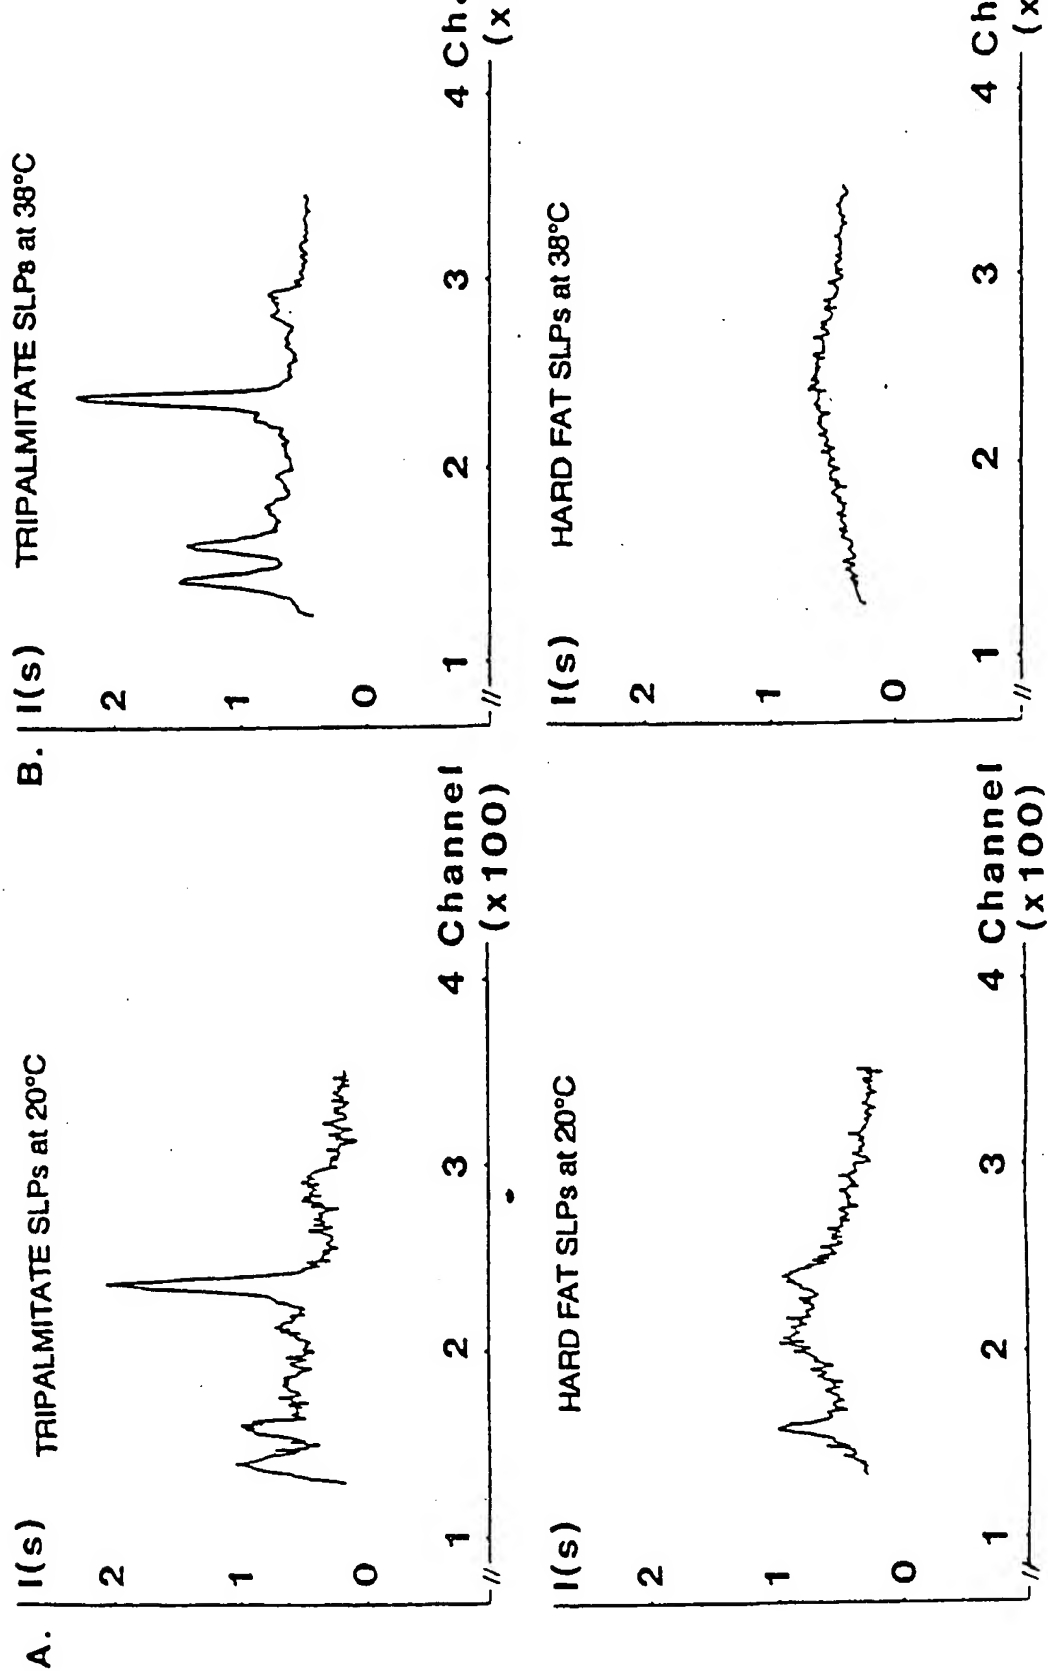 A.
I(s)
TRIPALMITATE SLPs at 20°C
2
1
0
//
1
2
3
4 Channel
(x100)
I(s)
HARD FAT SLPs at 20°C
2
1
0
//
1
2
3
4 Channel
(x100)
B.
I(s)
TRIPALMITATE SLPs at 38°C
2
1
0
//
1
2
3
4 Ch
(x
I(s)
HARD FAT SLPs at 38°C
2
1
0
//
1
2
3
4 Ch
(x